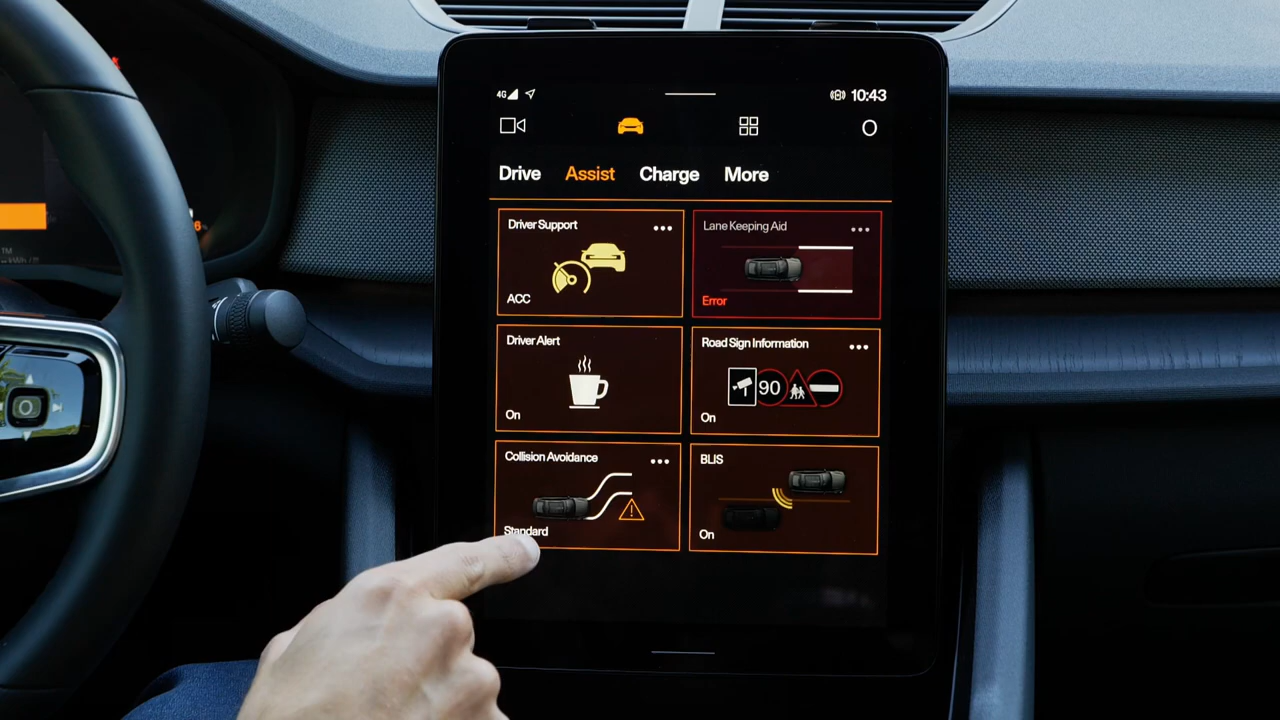 4G 10:43
Drive Assist Charge More
Driver Support
ACC
Lane Keeping Aid
Error
Driver Alert
On
Road Sign Information
90
On
Collision Avoidance
Standard
BLIS
On